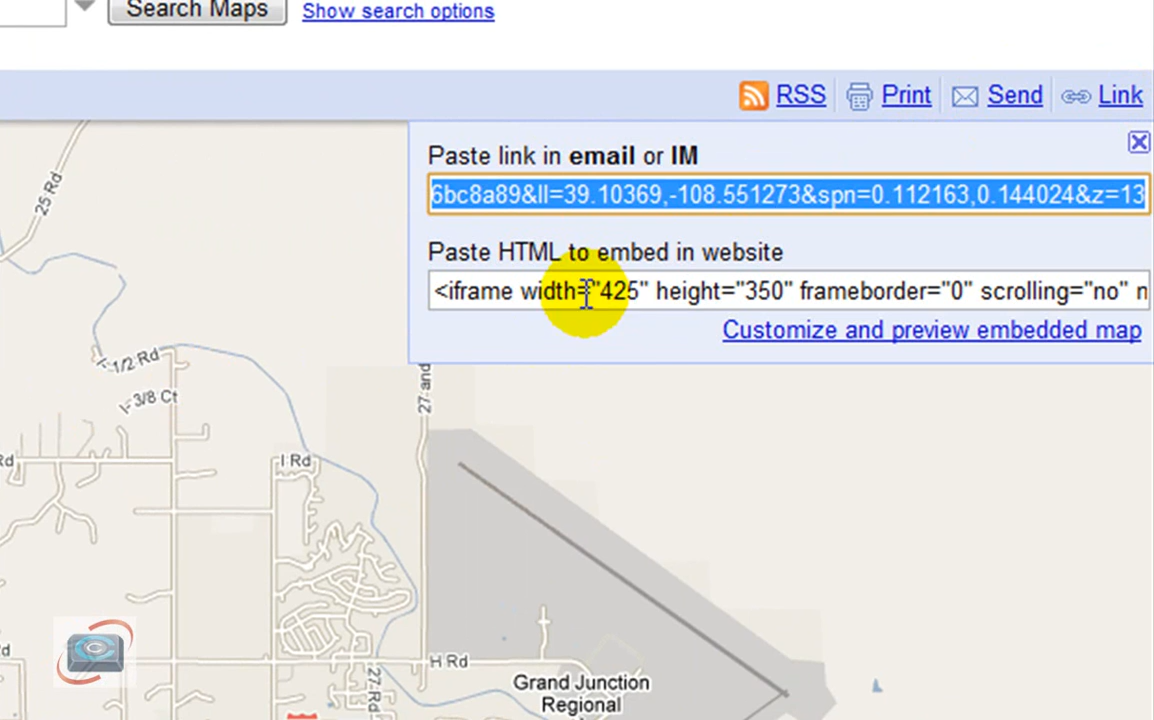 Search Maps
Show search options
RSS
Print
Send
Link
Paste link in email or IM
6bc8a89&ll=39.10369,-108.551273&spn=0.112163,0.144024&z=13
Paste HTML to embed in website
<iframe width="425" height="350" frameborder="0" scrolling="no"
Customize and preview embedded map
25 Rd
1/2 Rd
3/8 Ct
27 and
Rd
I Rd
H Rd
27 Rd
Grand Junction
Regional